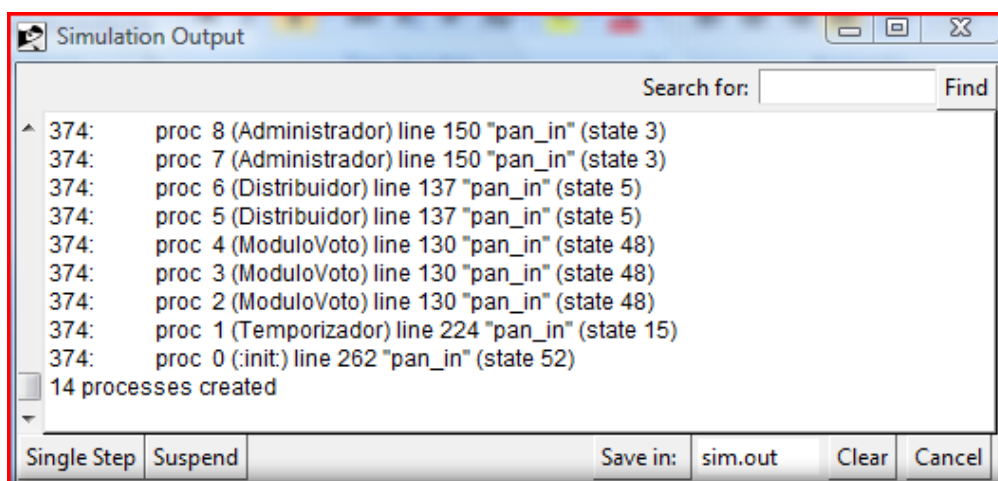 Simulation Output
Search for: Find
374: proc 8 (Administrador) line 150 "pan_in" (state 3)
374: proc 7 (Administrador) line 150 "pan_in" (state 3)
374: proc 6 (Distribuidor) line 137 "pan_in" (state 5)
374: proc 5 (Distribuidor) line 137 "pan_in" (state 5)
374: proc 4 (ModuloVoto) line 130 "pan_in" (state 48)
374: proc 3 (ModuloVoto) line 130 "pan_in" (state 48)
374: proc 2 (ModuloVoto) line 130 "pan_in" (state 48)
374: proc 1 (Temporizador) line 224 "pan_in" (state 15)
374: proc 0 (:init:) line 262 "pan_in" (state 52)
14 processes created
Single Step Suspend Save in: sim.out Clear Cancel